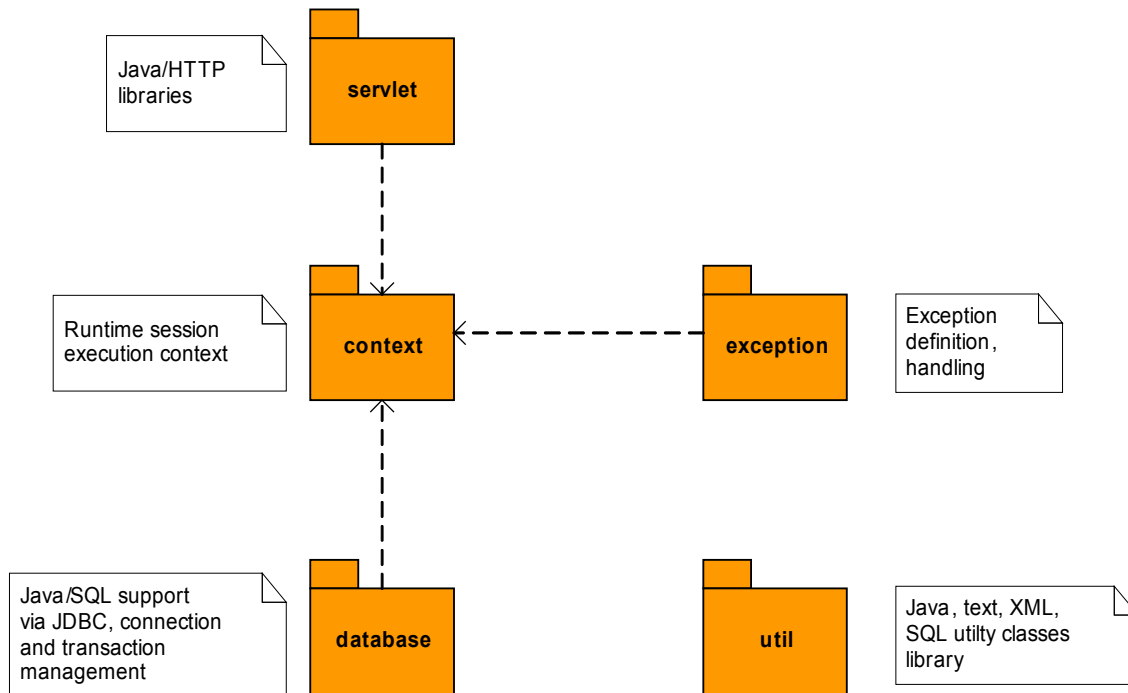 Java/HTTP
libraries
servlet
Runtime session
execution context
context
exception
Exception
definition,
handling
Java/SQL support
via JDBC, connection
and transaction
management
database
util
Java, text, XML,
SQL utilty classes
library